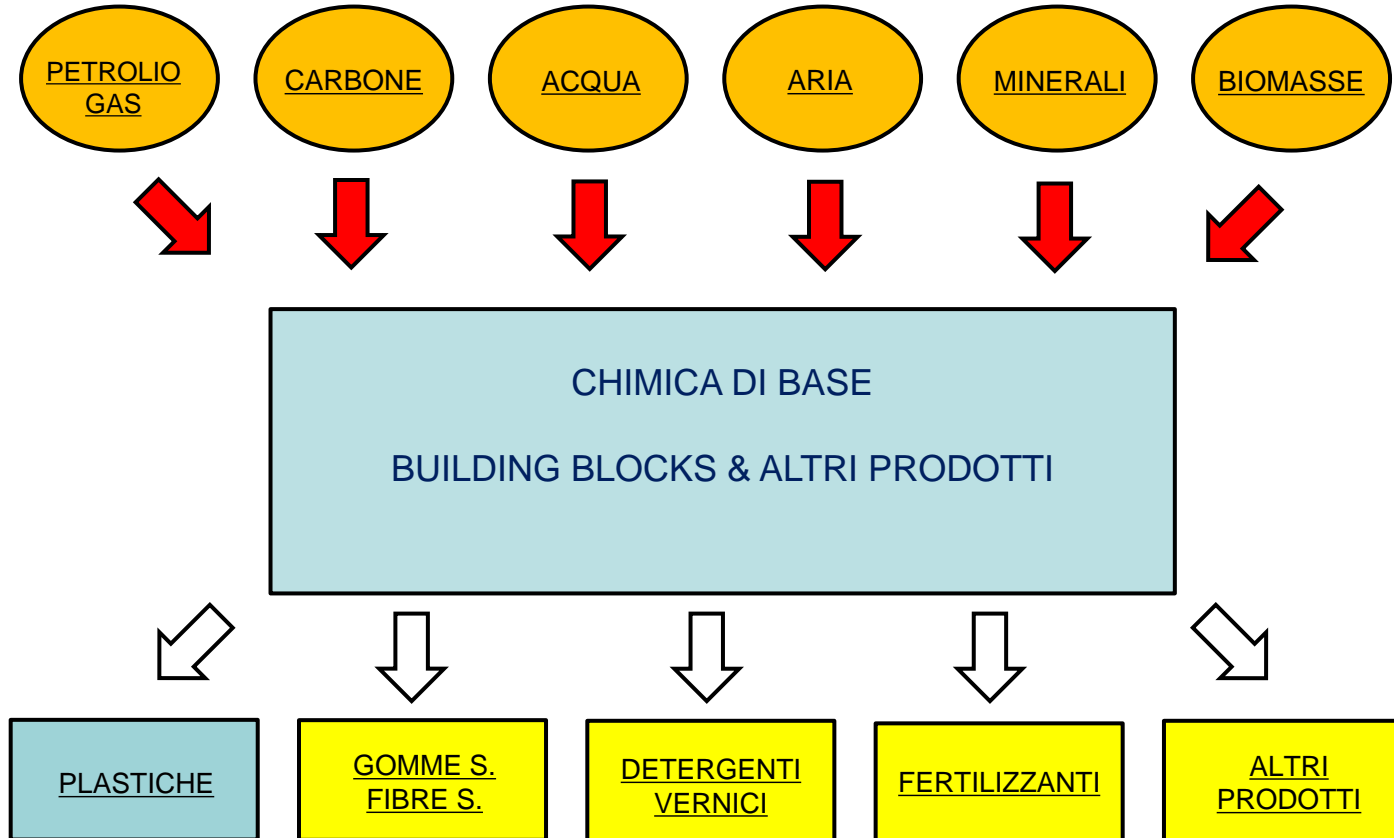 PETROLIO
GAS
CARBONE
ACQUA
ARIA
MINERALI
BIOMASSE
CHIMICA DI BASE
BUILDING BLOCKS & ALTRI PRODOTTI
PLASTICHE
GOMME S.
FIBRE S.
DETERGENTI
VERNICI
FERTILIZZANTI
ALTRI
PRODOTTI